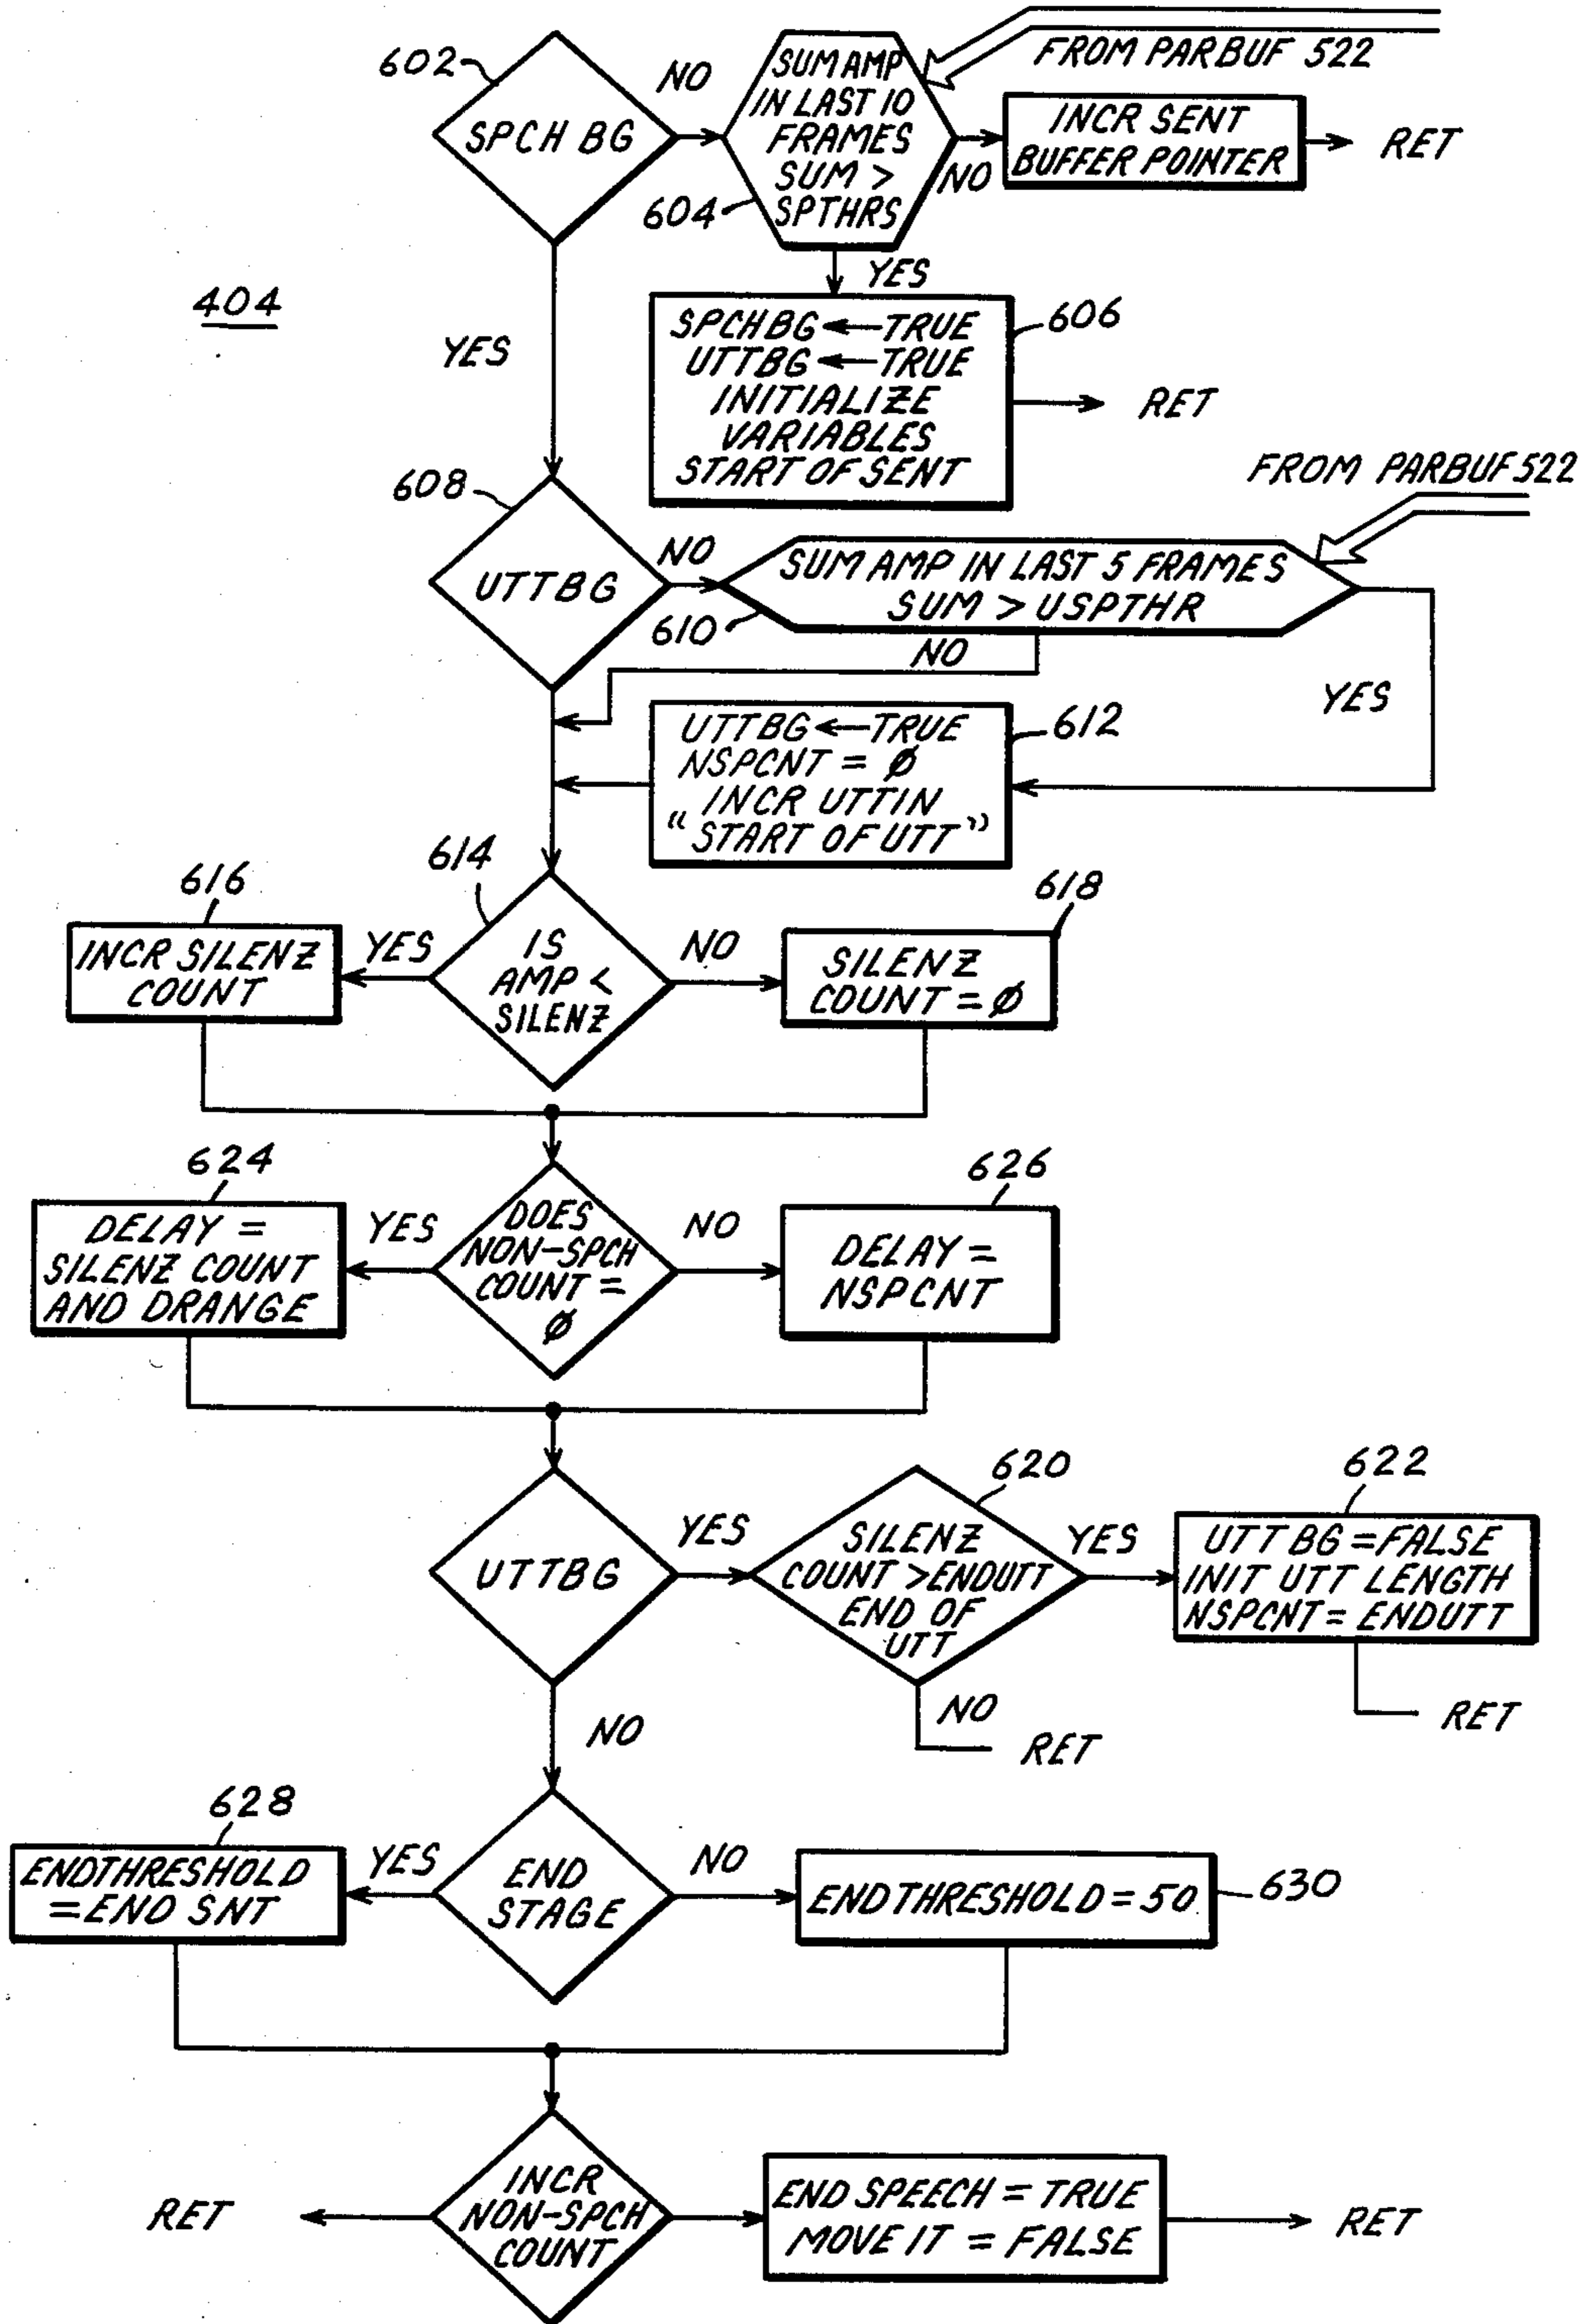 602
SPCH BG
NO
SUM AMP
IN LAST 10
FRAMES
SUM >
SPTHRS
604
FROM PARBUF 522
NO
INCR SENT
BUFFER POINTER
RET
404
YES
YES
SPCHBG ← TRUE
UTTBG ← TRUE
INITIALIZE
VARIABLES
START OF SENT
606
RET
608
UTTBG
NO
FROM PARBUF 522
SUM AMP IN LAST 5 FRAMES
SUM > USPTHR
610
NO
YES
UTTBG ← TRUE
NSPCNT = Ø
INCR UTTIN
"START OF UTT"
612
614
616
INCR SILENZ
COUNT
YES
IS
AMP <
SILENZ
NO
618
SILENZ
COUNT = Ø
624
DELAY =
SILENZ COUNT
AND DRANGE
YES
DOES
NON-SPCH
COUNT =
Ø
NO
626
DELAY =
NSPCNT
UTTBG
YES
620
SILENZ
COUNT > ENDUTT
END OF
UTT
YES
622
UTTBG = FALSE
INIT UTT LENGTH
NSPCNT = ENDUTT
RET
NO
RET
NO
628
ENDTHRESHOLD
= END SNT
YES
END
STAGE
NO
ENDTHRESHOLD = 50
630
RET
INCR
NON-SPCH
COUNT
END SPEECH = TRUE
MOVE IT = FALSE
RET